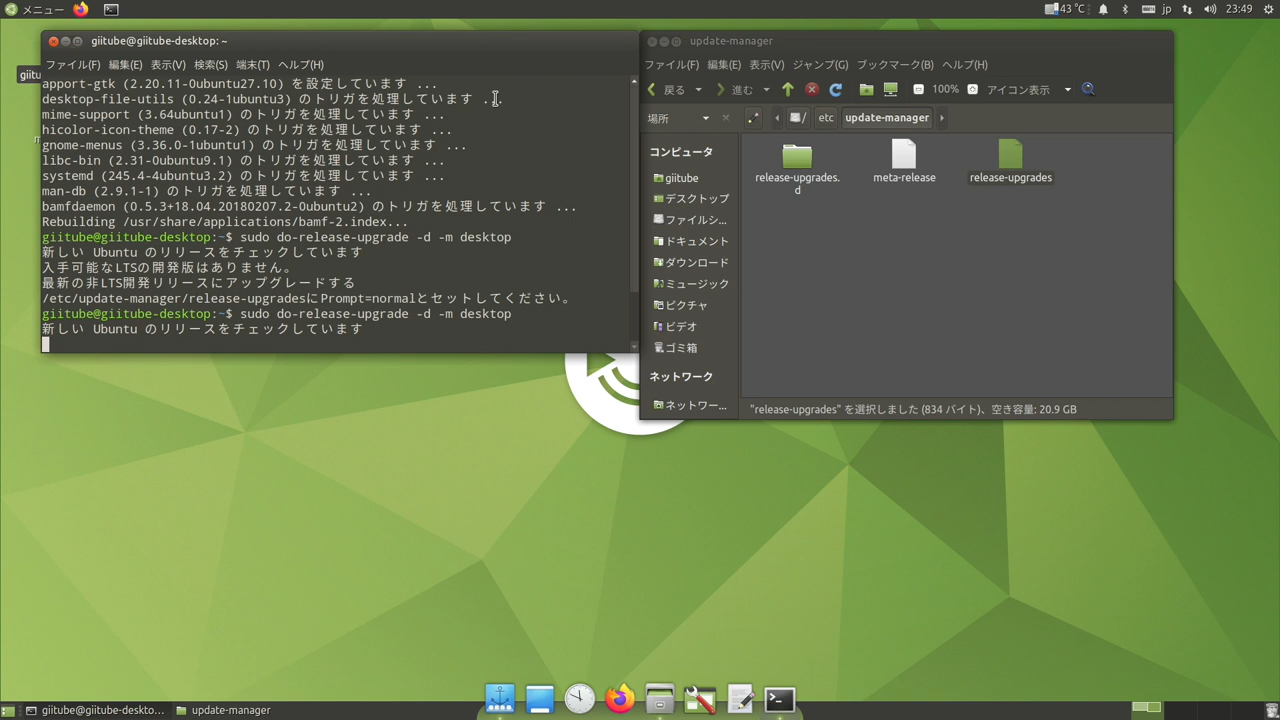 メニュー
43 ℃
jp
23:49
giitu
giitube@giitube-desktop: ~
ファイル(F) 編集(E) 表示(V) 検索(S) 端末(T) ヘルプ(H)
apport-gtk (2.20.11-0ubuntu27.10) を設定しています ...
desktop-file-utils (0.24-1ubuntu3) のトリガを処理しています ...
mime-support (3.64ubuntu1) のトリガを処理しています ...
hicolor-icon-theme (0.17-2) のトリガを処理しています ...
gnome-menus (3.36.0-1ubuntu1) のトリガを処理しています ...
libc-bin (2.31-0ubuntu9.1) のトリガを処理しています ...
systemd (245.4-4ubuntu3.2) のトリガを処理しています ...
man-db (2.9.1-1) のトリガを処理しています ...
bamfdaemon (0.5.3+18.04.20180207.2-0ubuntu2) のトリガを処理しています ...
Rebuilding /usr/share/applications/bamf-2.index...
giitube@giitube-desktop:~$ sudo do-release-upgrade -d -m desktop
新しい Ubuntu のリリースをチェックしています
入手可能なLTSの開発版はありません。
最新の非LTS開発リリースにアップグレードする
/etc/update-manager/release-upgradesにPrompt=normalとセットしてください。
giitube@giitube-desktop:~$ sudo do-release-upgrade -d -m desktop
新しい Ubuntu のリリースをチェックしています
update-manager
ファイル(F) 編集(E) 表示(V) ジャンプ(G) ブックマーク(B) ヘルプ(H)
戻る 進む 100% アイコン表示
場所 / etc update-manager
コンピュータ
giitube
デスクトップ
ファイルシ...
ドキュメント
ダウンロード
ミュージック
ピクチャ
ビデオ
ゴミ箱
ネットワーク
ネットワー...
release-upgrades.
d
meta-release
release-upgrades
"release-upgrades" を選択しました (834 バイト)、空き容量: 20.9 GB
giitube@giitube-deskto...
update-manager